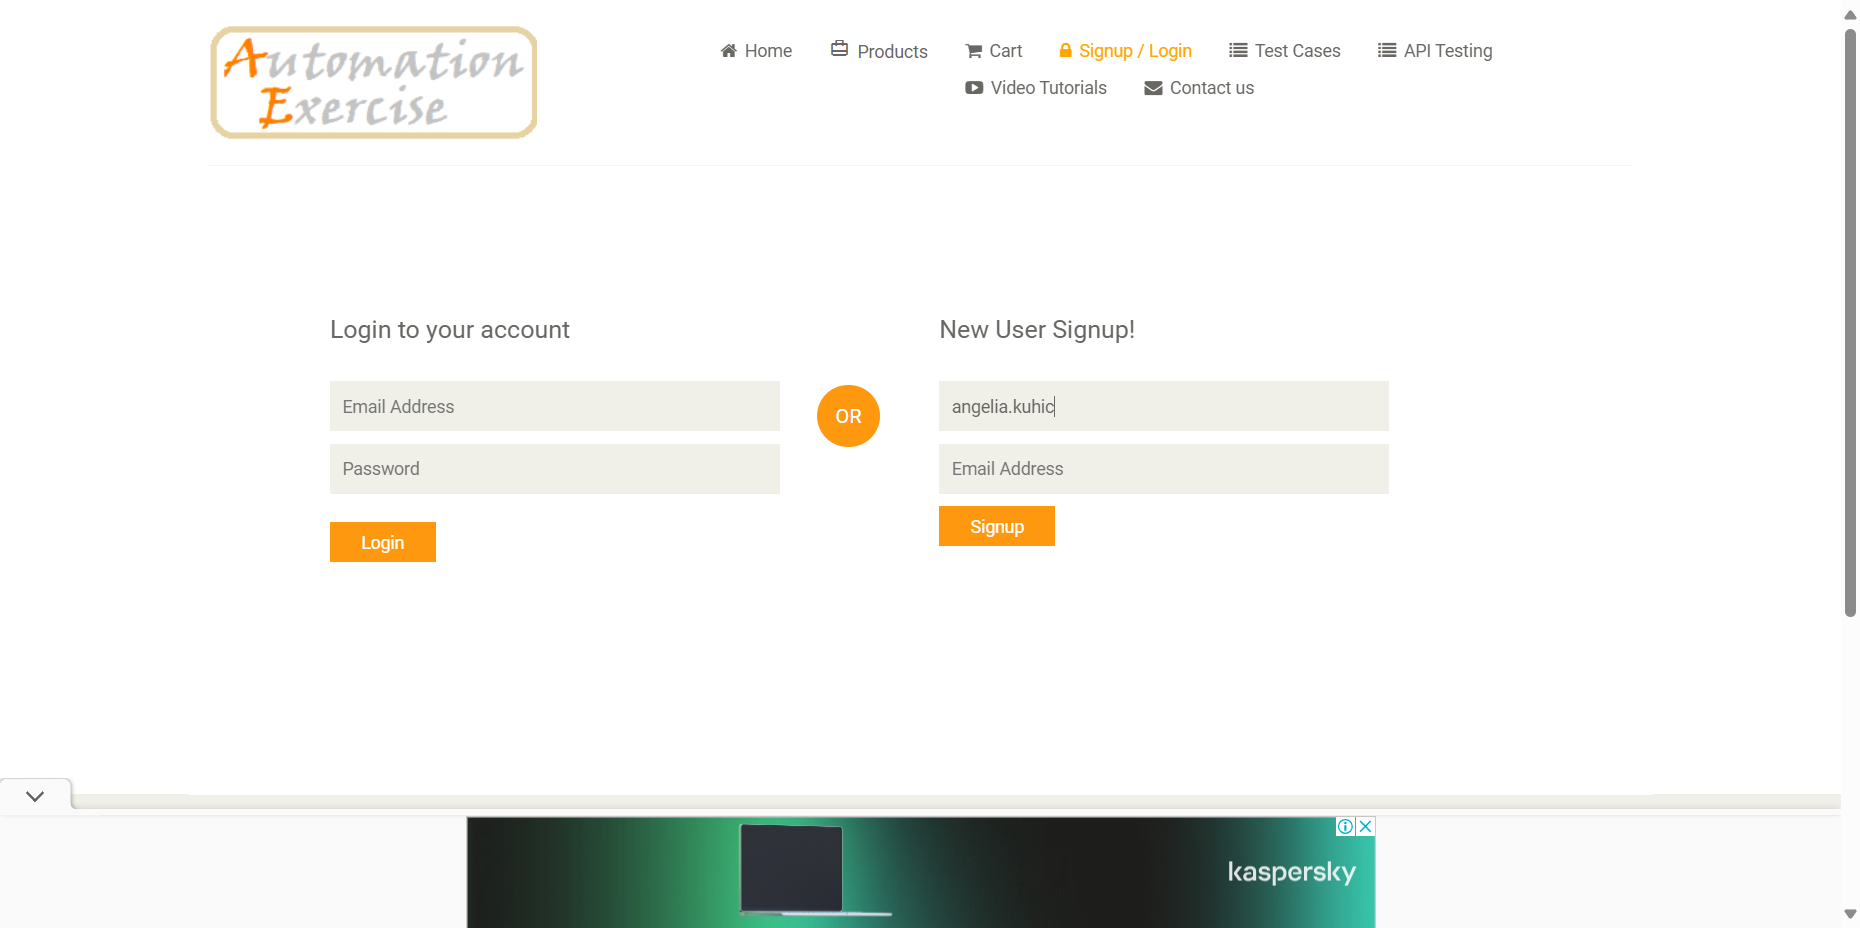 Automation
Exercise
Home
Products
Cart
Signup / Login
Test Cases
API Testing
Video Tutorials
Contact us
Login to your account
Email Address
Password
Login
OR
New User Signup!
angelia.kuhic
Email Address
Signup
kaspersky